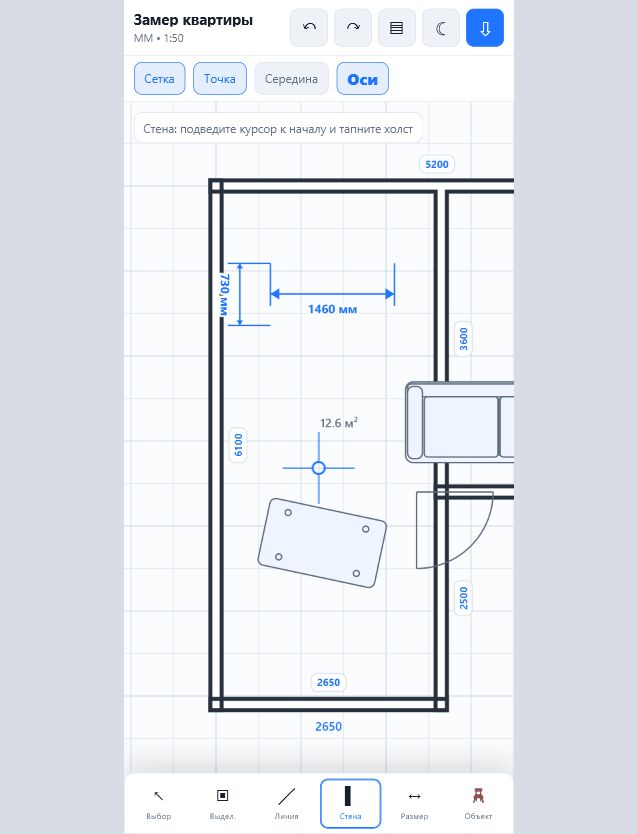 Замер квартиры
ММ • 1:50
Сетка Точка Середина Оси
Стена: подведите курсор к началу и тапните холст
5200
730 мм
1460 мм
3600
12.6 м²
6100
2500
2650
2650
Выбор Выдел. Линия Стена Размер Объект